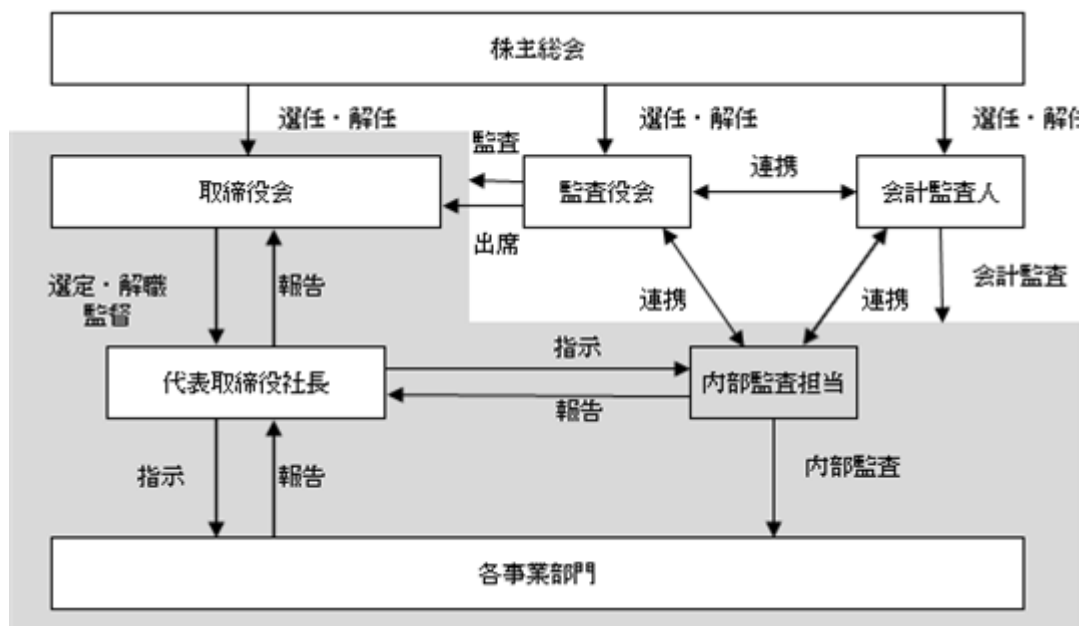 株主総会
選任・解任
選任・解任
選任・解任
監査
取締役会
監査役会
連携
会計監査人
出席
選定・解職
監督
報告
連携
連携
会計監査
指示
代表取締役社長
内部監査担当
報告
指示
報告
内部監査
各事業部門